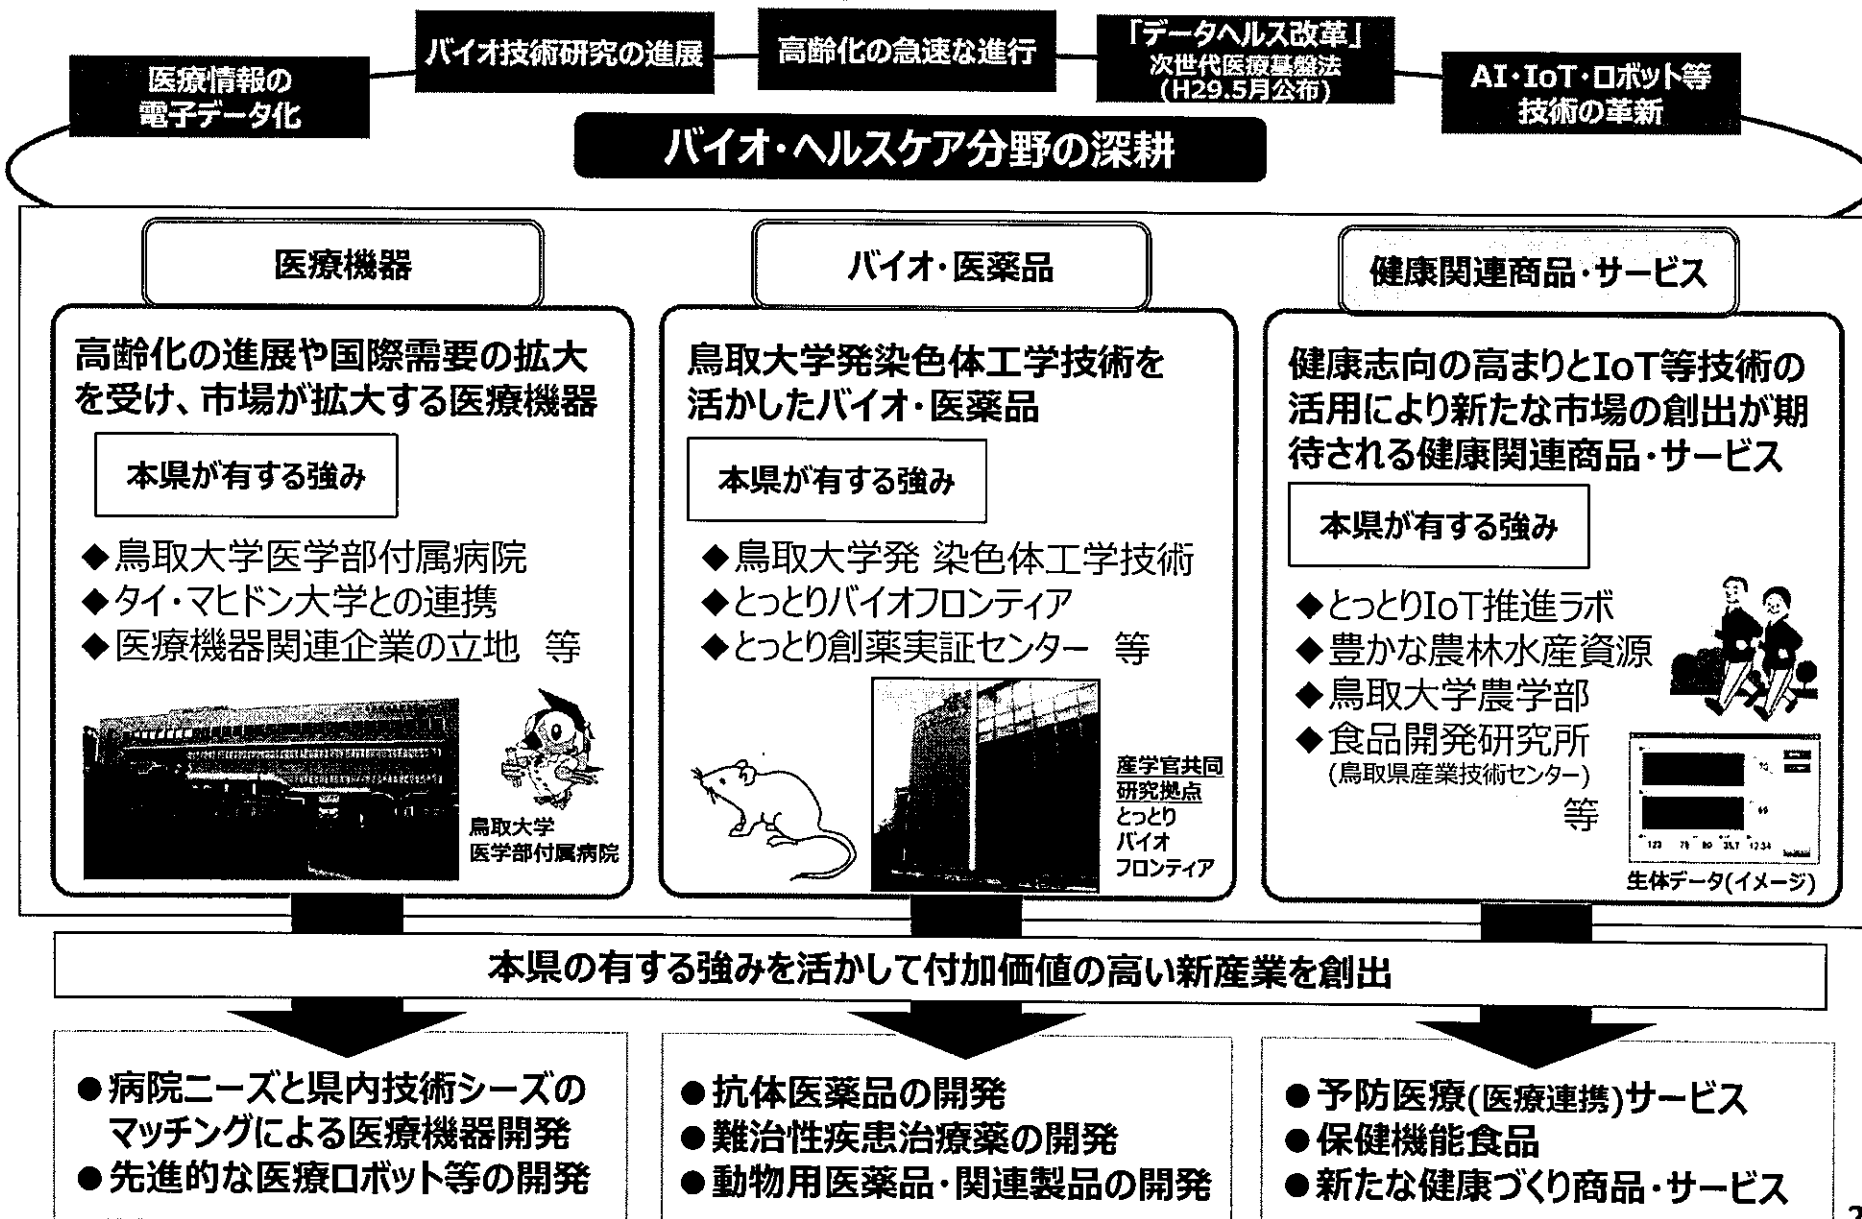 医療情報の
電子データ化
バイオ技術研究の進展
高齢化の急速な進行
「データヘルス改革」
次世代医療基盤法
(H29.5月公布)
AI・IoT・ロボット等
技術の革新
バイオ・ヘルスケア分野の深耕
医療機器
高齢化の進展や国際需要の拡大
を受け、市場が拡大する医療機器
本県が有する強み
◆鳥取大学医学部付属病院
◆タイ・マヒドン大学との連携
◆医療機器関連企業の立地 等
鳥取大学
医学部付属病院
バイオ・医薬品
鳥取大学発染色体工学技術を
活かしたバイオ・医薬品
本県が有する強み
◆鳥取大学発 染色体工学技術
◆とっとりバイオフロンティア
◆とっとり創薬実証センター 等
産学官共同
研究拠点
とっとり
バイオ
フロンティア
健康関連商品・サービス
健康志向の高まりとIoT等技術の
活用により新たな市場の創出が期
待される健康関連商品・サービス
本県が有する強み
◆とっとりIoT推進ラボ
◆豊かな農林水産資源
◆鳥取大学農学部
◆食品開発研究所
(鳥取県産業技術センター)
等
生体データ(イメージ)
本県の有する強みを活かして付加価値の高い新産業を創出
●病院ニーズと県内技術シーズの
マッチングによる医療機器開発
●先進的な医療ロボット等の開発
●抗体医薬品の開発
●難治性疾患治療薬の開発
●動物用医薬品・関連製品の開発
●予防医療(医療連携)サービス
●保健機能食品
●新たな健康づくり商品・サービス